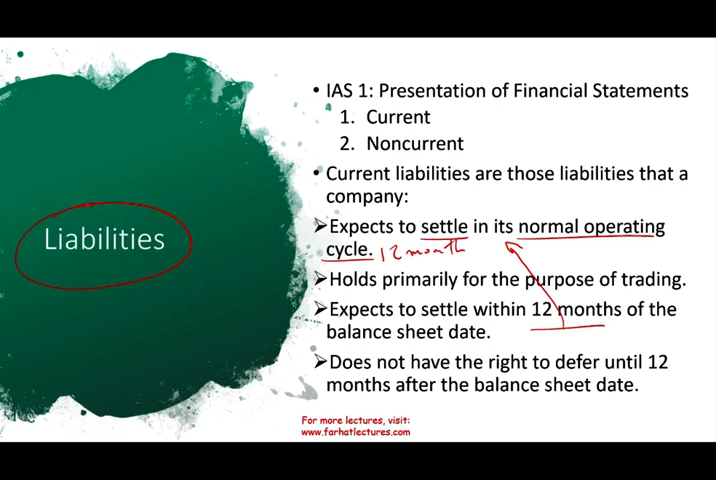 Liabilities
• IAS 1: Presentation of Financial Statements
1. Current
2. Noncurrent
• Current liabilities are those liabilities that a
company:
➢Expects to settle in its normal operating
cycle. 12 month
➢Holds primarily for the purpose of trading.
➢Expects to settle within 12 months of the
balance sheet date.
➢Does not have the right to defer until 12
months after the balance sheet date.
For more lectures, visit:
www.farhatlectures.com